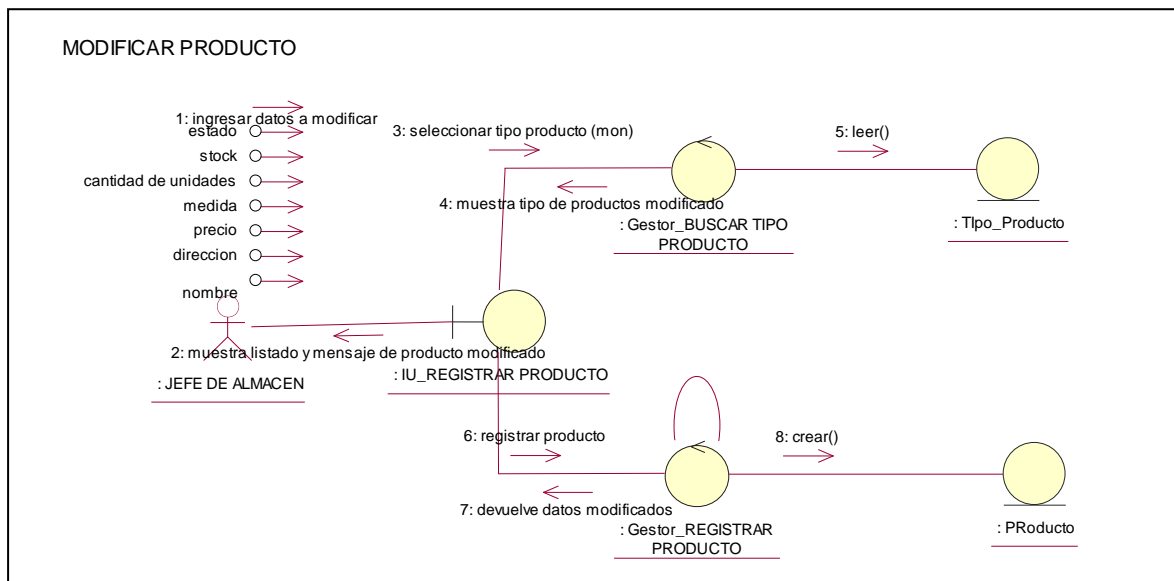 MODIFICAR PRODUCTO
1: ingresar datos a modificar
estado
stock
cantidad de unidades
medida
precio
direccion
nombre
: JEFE DE ALMACEN
2: muestra listado y mensaje de producto modificado
: IU_REGISTRAR PRODUCTO
3: seleccionar tipo producto (mon)
4: muestra tipo de productos modificado
: Gestor_BUSCAR TIPO
PRODUCTO
5: leer()
: TIpo_Producto
6: registrar producto
7: devuelve datos modificados
: Gestor_REGISTRAR
PRODUCTO
8: crear()
: PRoducto